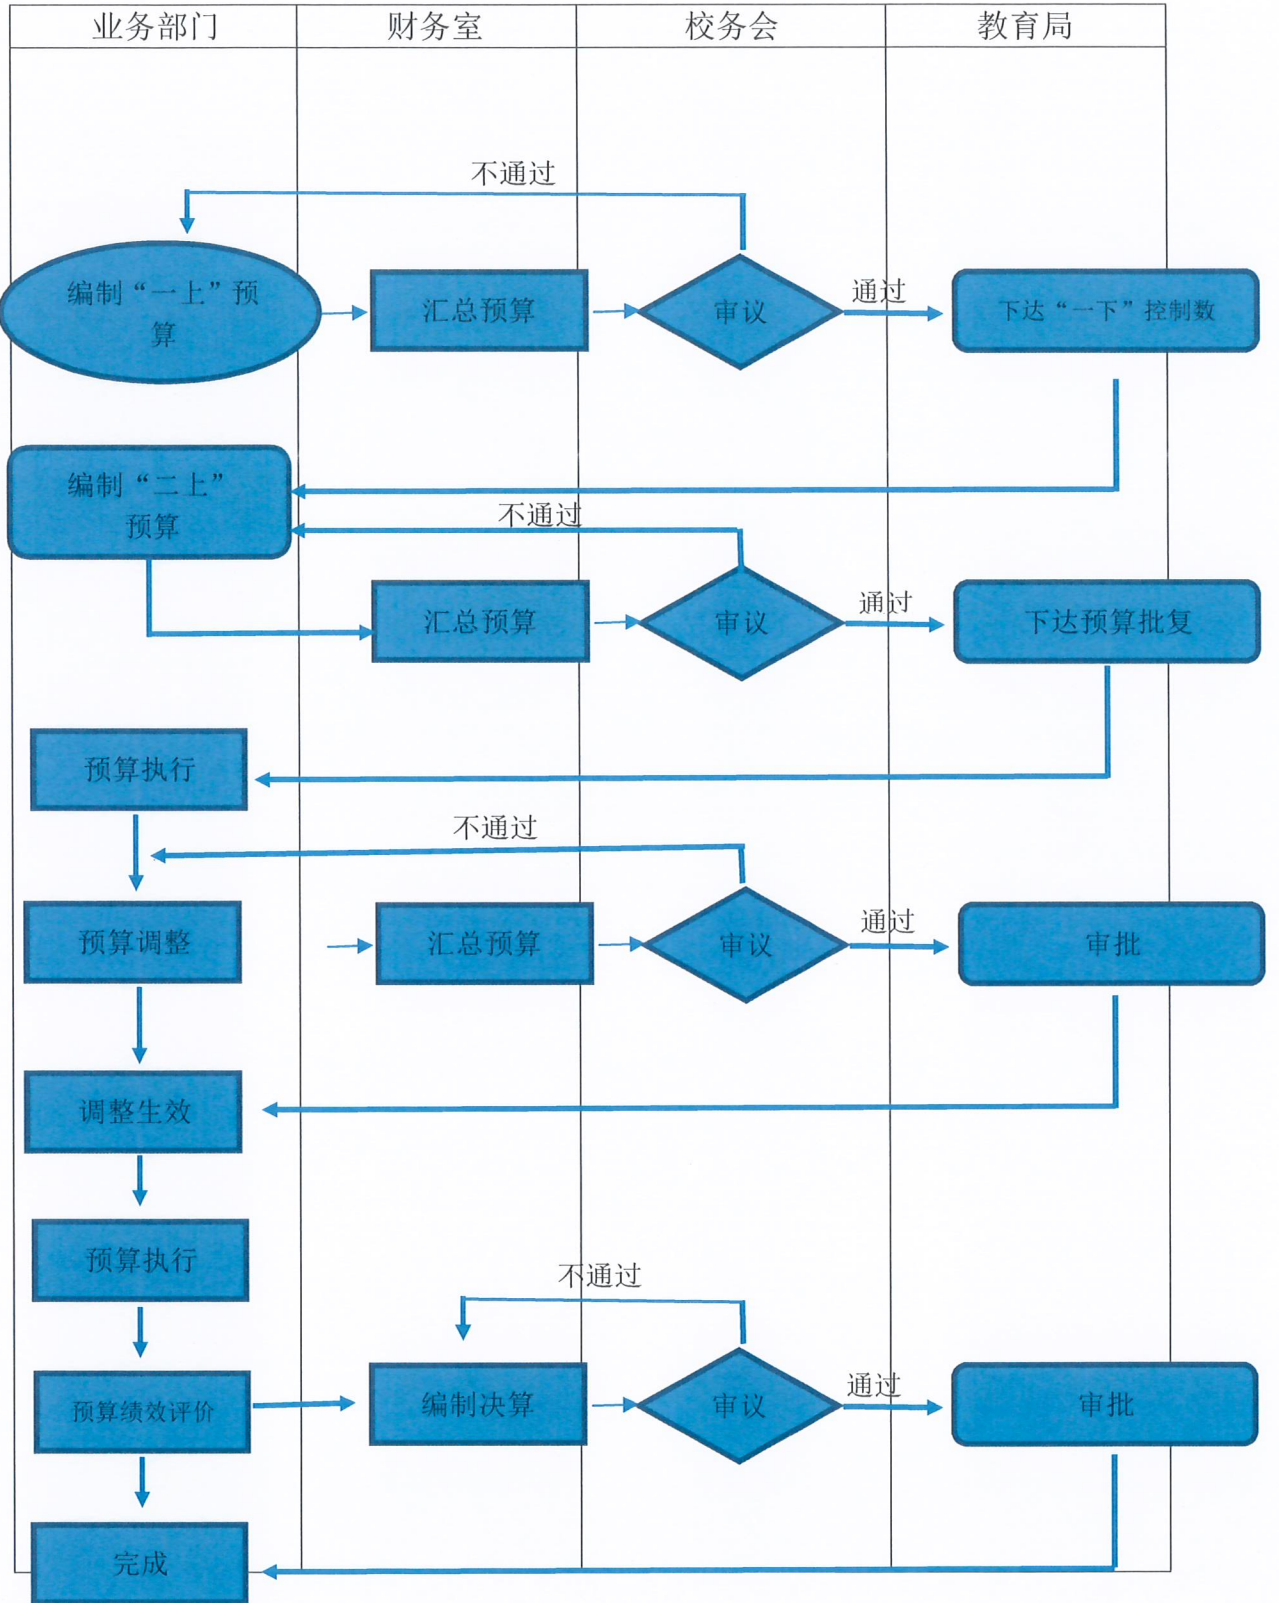 业务部门
财务室
校务会
教育局
不通过
编制“一上”预
算
汇总预算
审议
通过
下达“一下”控制数
编制“二上”
预算
不通过
汇总预算
审议
通过
下达预算批复
预算执行
不通过
预算调整
汇总预算
审议
通过
审批
调整生效
预算执行
不通过
预算绩效评价
编制决算
审议
通过
审批
完成